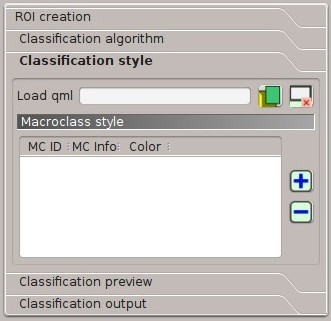 ROI creation
Classification algorithm
Classification style
Load qml
Macroclass style
MC ID MC Info Color
Classification preview
Classification output